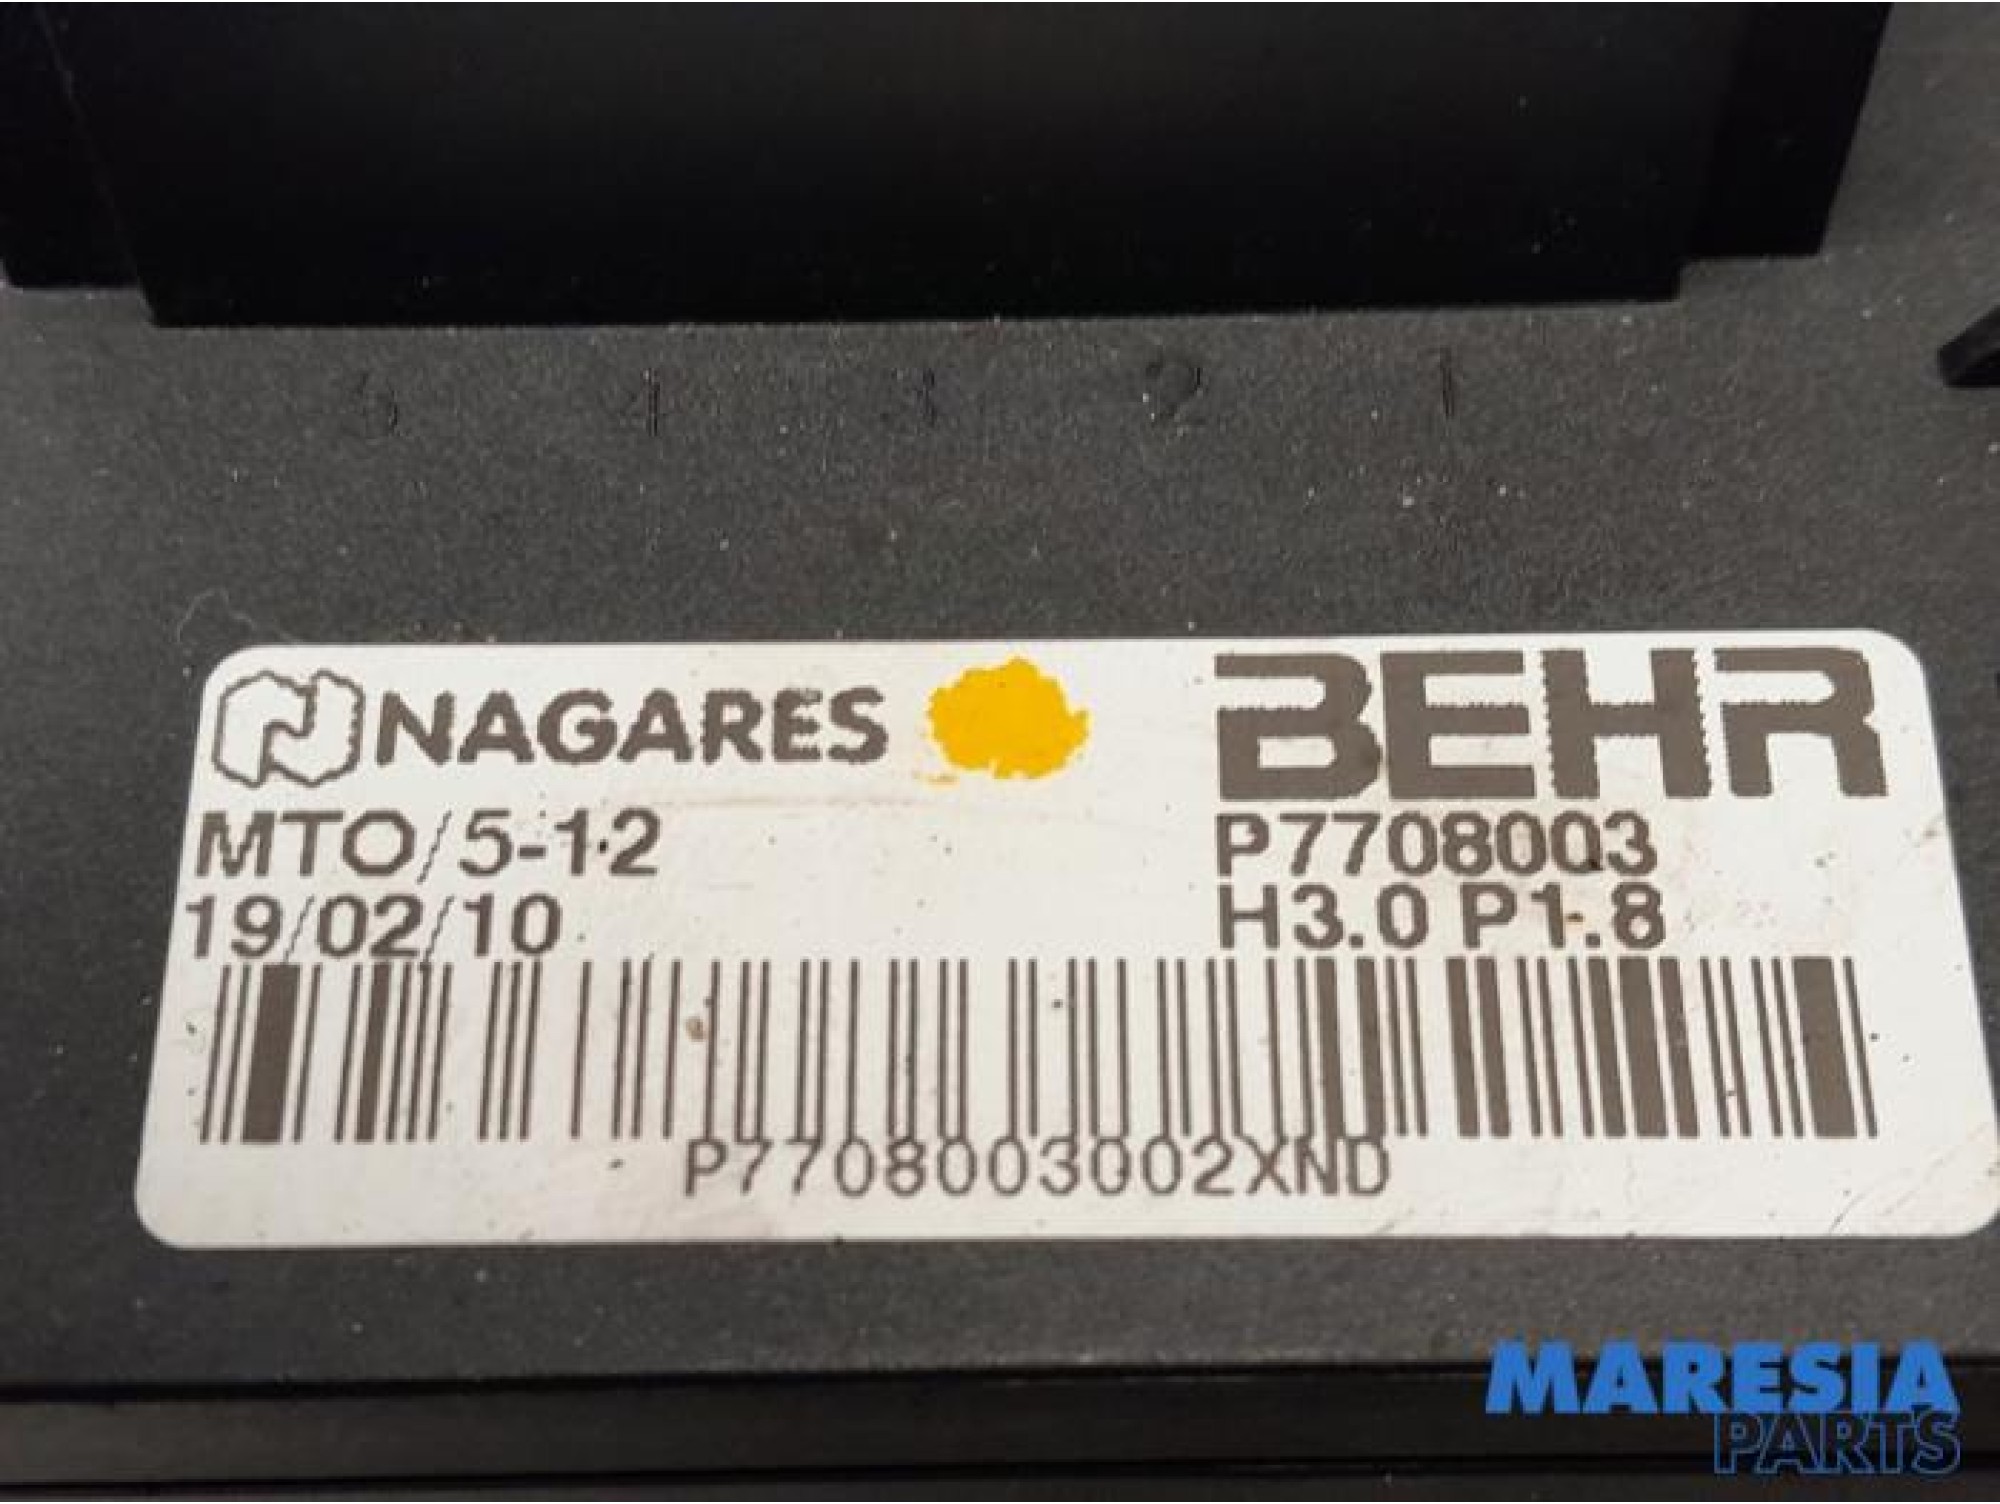 5 4 3 2 1
NAGARES BEHR
MTO/5-12 P7708003
19/02/10 H3.0 P1.8
P7708003002XND
MARESIA
PARTS